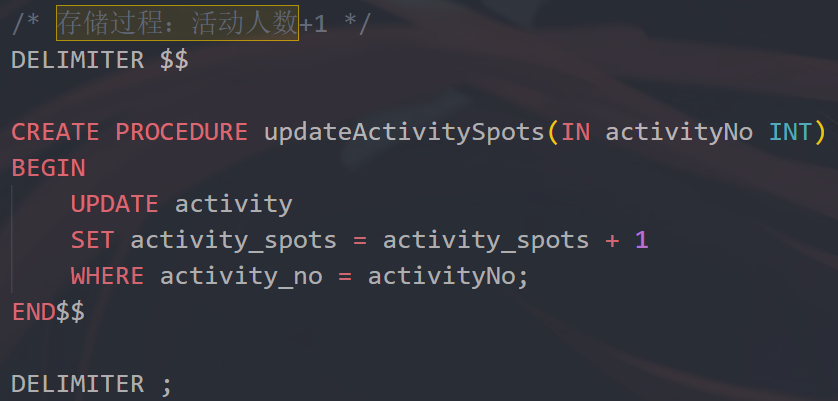 /* 存储过程：活动人数+1 */
DELIMITER $$
CREATE PROCEDURE updateActivitySpots(IN activityNo INT)
BEGIN
UPDATE activity
SET activity_spots = activity_spots + 1
WHERE activity_no = activityNo;
END$$
DELIMITER ;